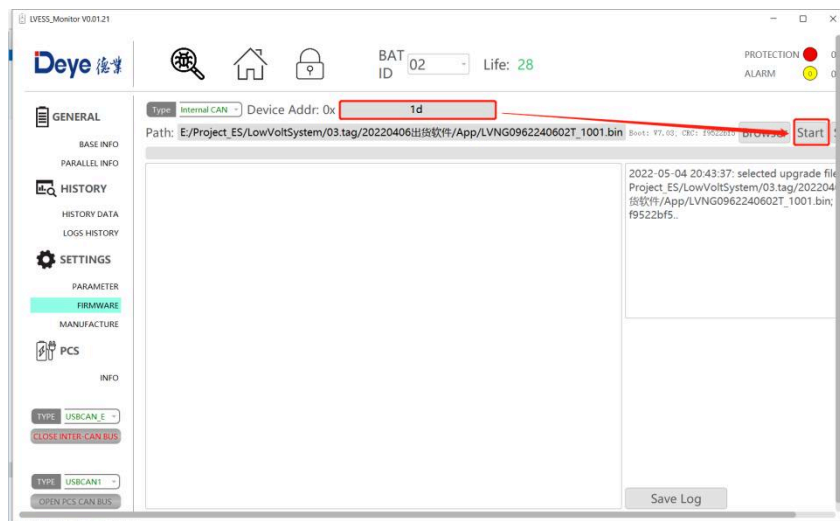 LVESS_Monitor V0.01.21
Deye 德業
BAT ID 02 Life: 28
PROTECTION 0
ALARM 0 0
GENERAL
BASE INFO
PARALLEL INFO
HISTORY
HISTORY DATA
LOGS HISTORY
SETTINGS
PARAMETER
FIRMWARE
MANUFACTURE
PCS
INFO
TYPE USBCAN_E
CLOSE INTER-CAN BUS
TYPE USBCAN1
OPEN PCS CAN BUS
Type Internal CAN Device Addr: 0x 1d
Path: E:/Project_ES/LowVoltSystem/03.tag/20220406出货软件/App/LVNG0962240602T_1001.bin Boot: V7.03, CRC: f9522bf5 Browse Start S
2022-05-04 20:43:37: selected upgrade file
Project_ES/LowVoltSystem/03.tag/202204
货软件/App/LVNG0962240602T_1001.bin;
f9522bf5..
Save Log